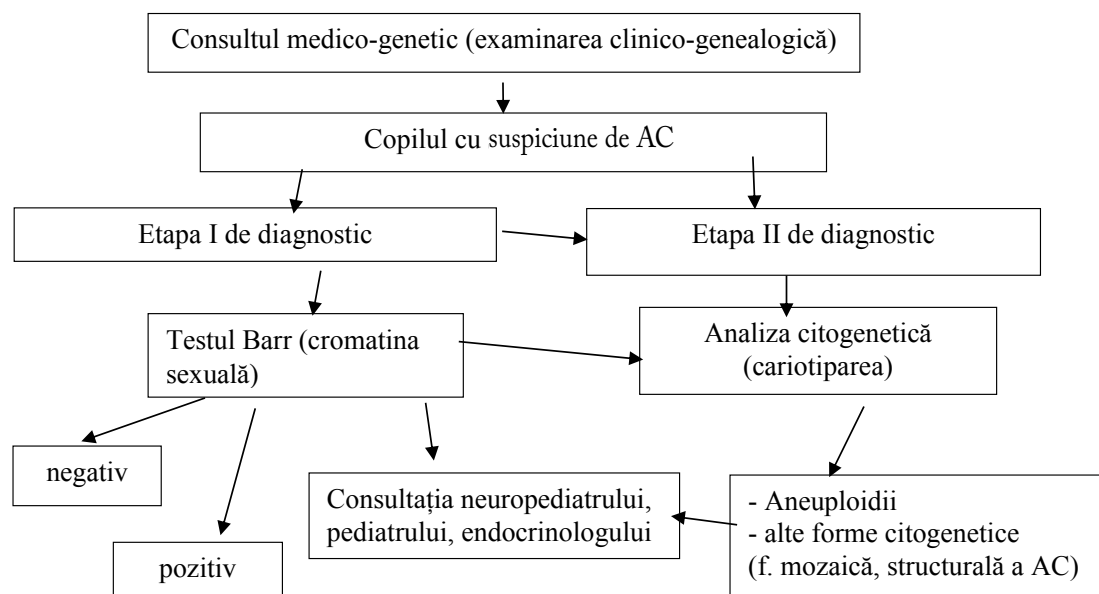 Consultul medico-genetic (examinarea clinico-genealogică)
Copilul cu suspiciune de AC
Etapa I de diagnostic
Etapa II de diagnostic
Testul Barr (cromatina
sexuală)
Analiza citogenetică
(cariotiparea)
negativ
pozitiv
Consultația neuropediatrului,
pediatrului, endocrinologului
- Aneuploidii
- alte forme citogenetice
(f. mozaică, structurală a AC)